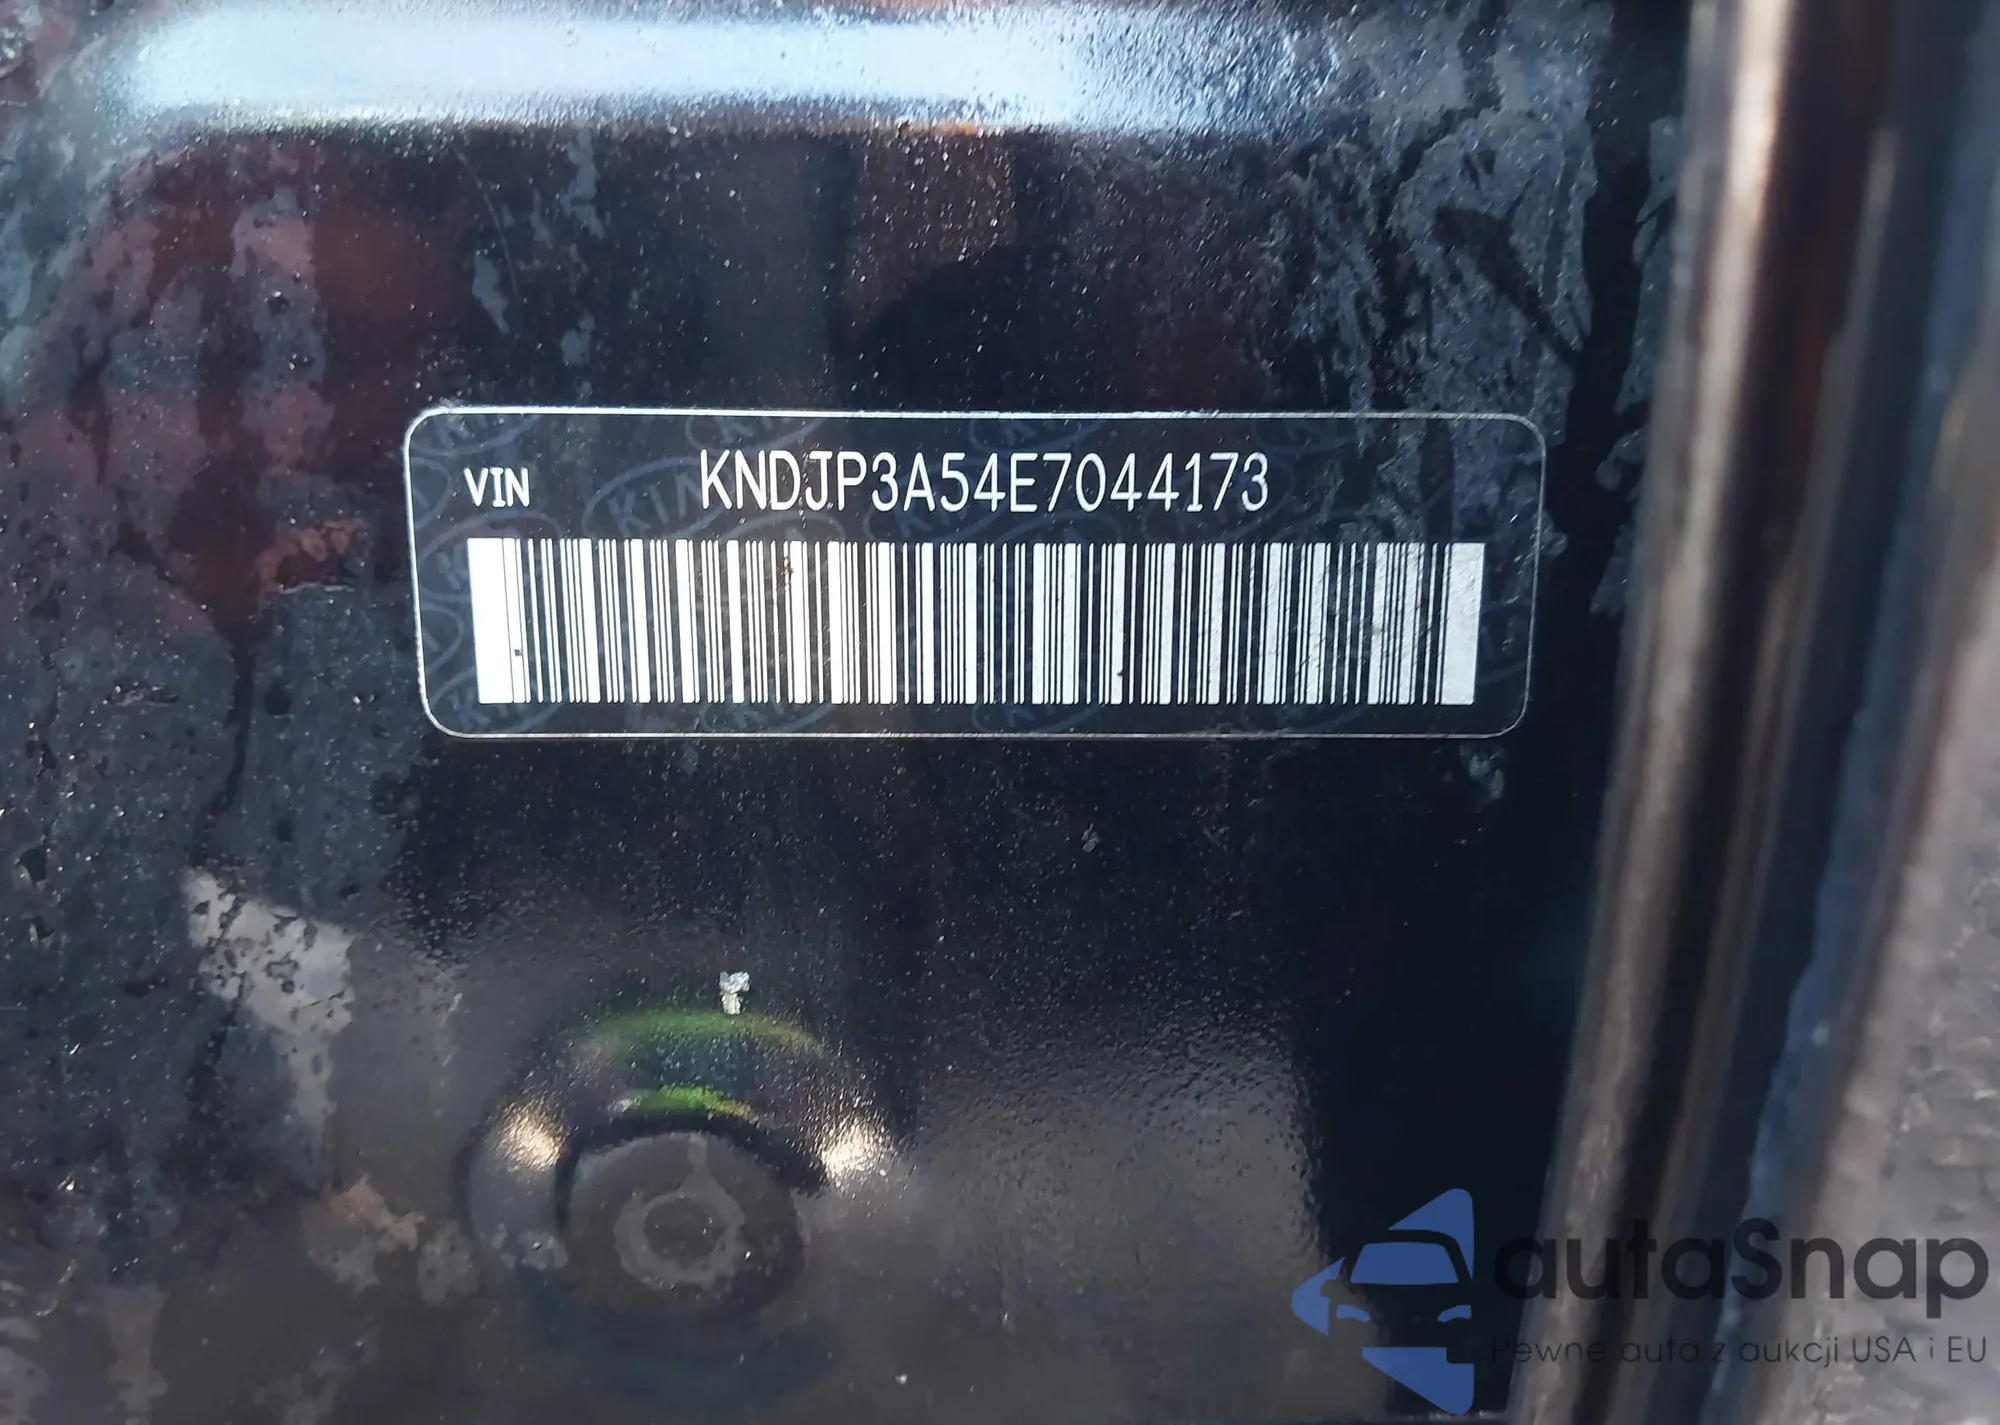 VIN KNDJP3A54E7044173
autaSnap
Pewne auta z aukcji USA i EU